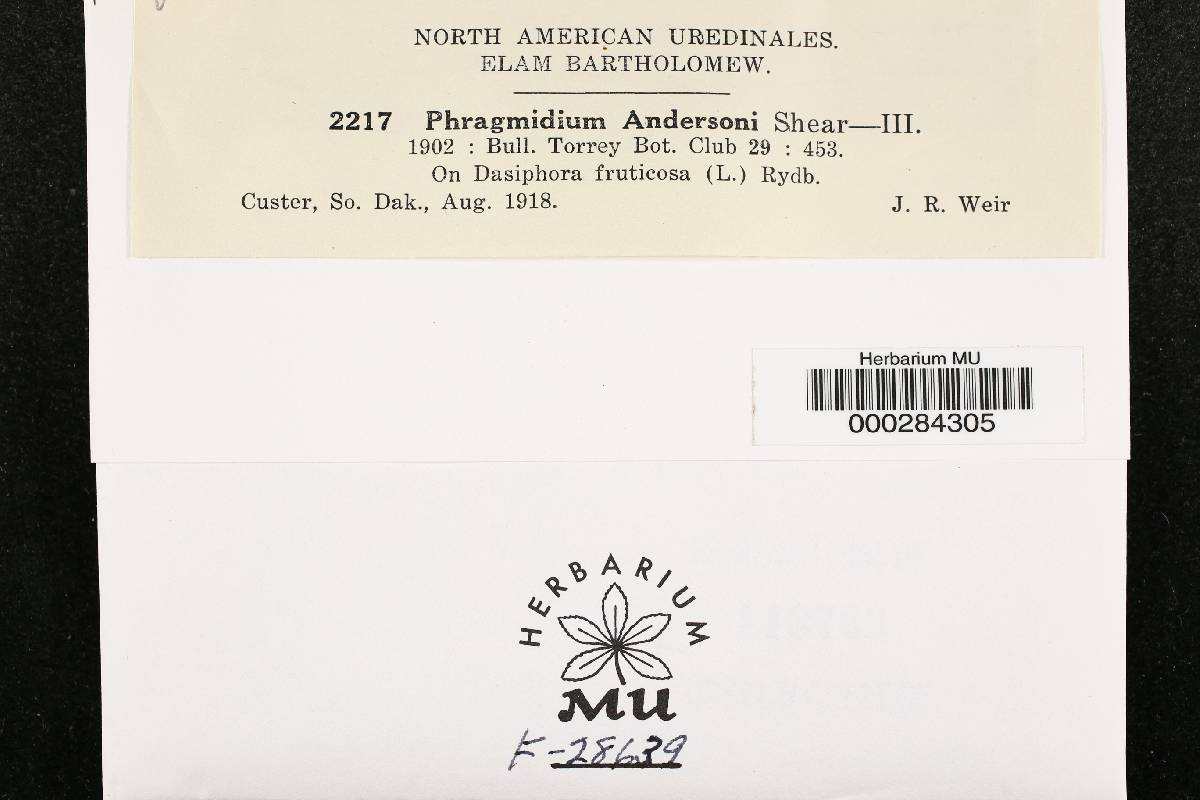 NORTH AMERICAN UREDINALES.
ELAM BARTHOLOMEW.
2217 Phragmidium Andersoni Shear—III.
1902 : Bull. Torrey Bot. Club 29 : 453.
On Dasiphora fruticosa (L.) Rydb.
Custer, So. Dak., Aug. 1918. J. R. Weir
Herbarium MU
000284305
HERBARIUM
MU
F-28639